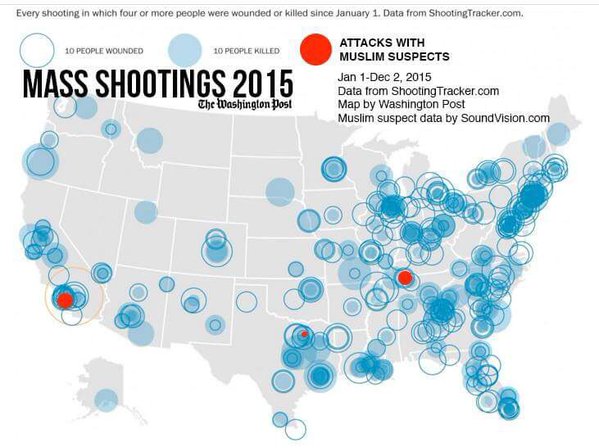 Every shooting in which four or more people were wounded or killed since January 1. Data from ShootingTracker.com.
10 PEOPLE WOUNDED
10 PEOPLE KILLED
ATTACKS WITH
MUSLIM SUSPECTS
MASS SHOOTINGS 2015
The Washington Post
Jan 1-Dec 2, 2015
Data from ShootingTracker.com
Map by Washington Post
Muslim suspect data by SoundVision.com